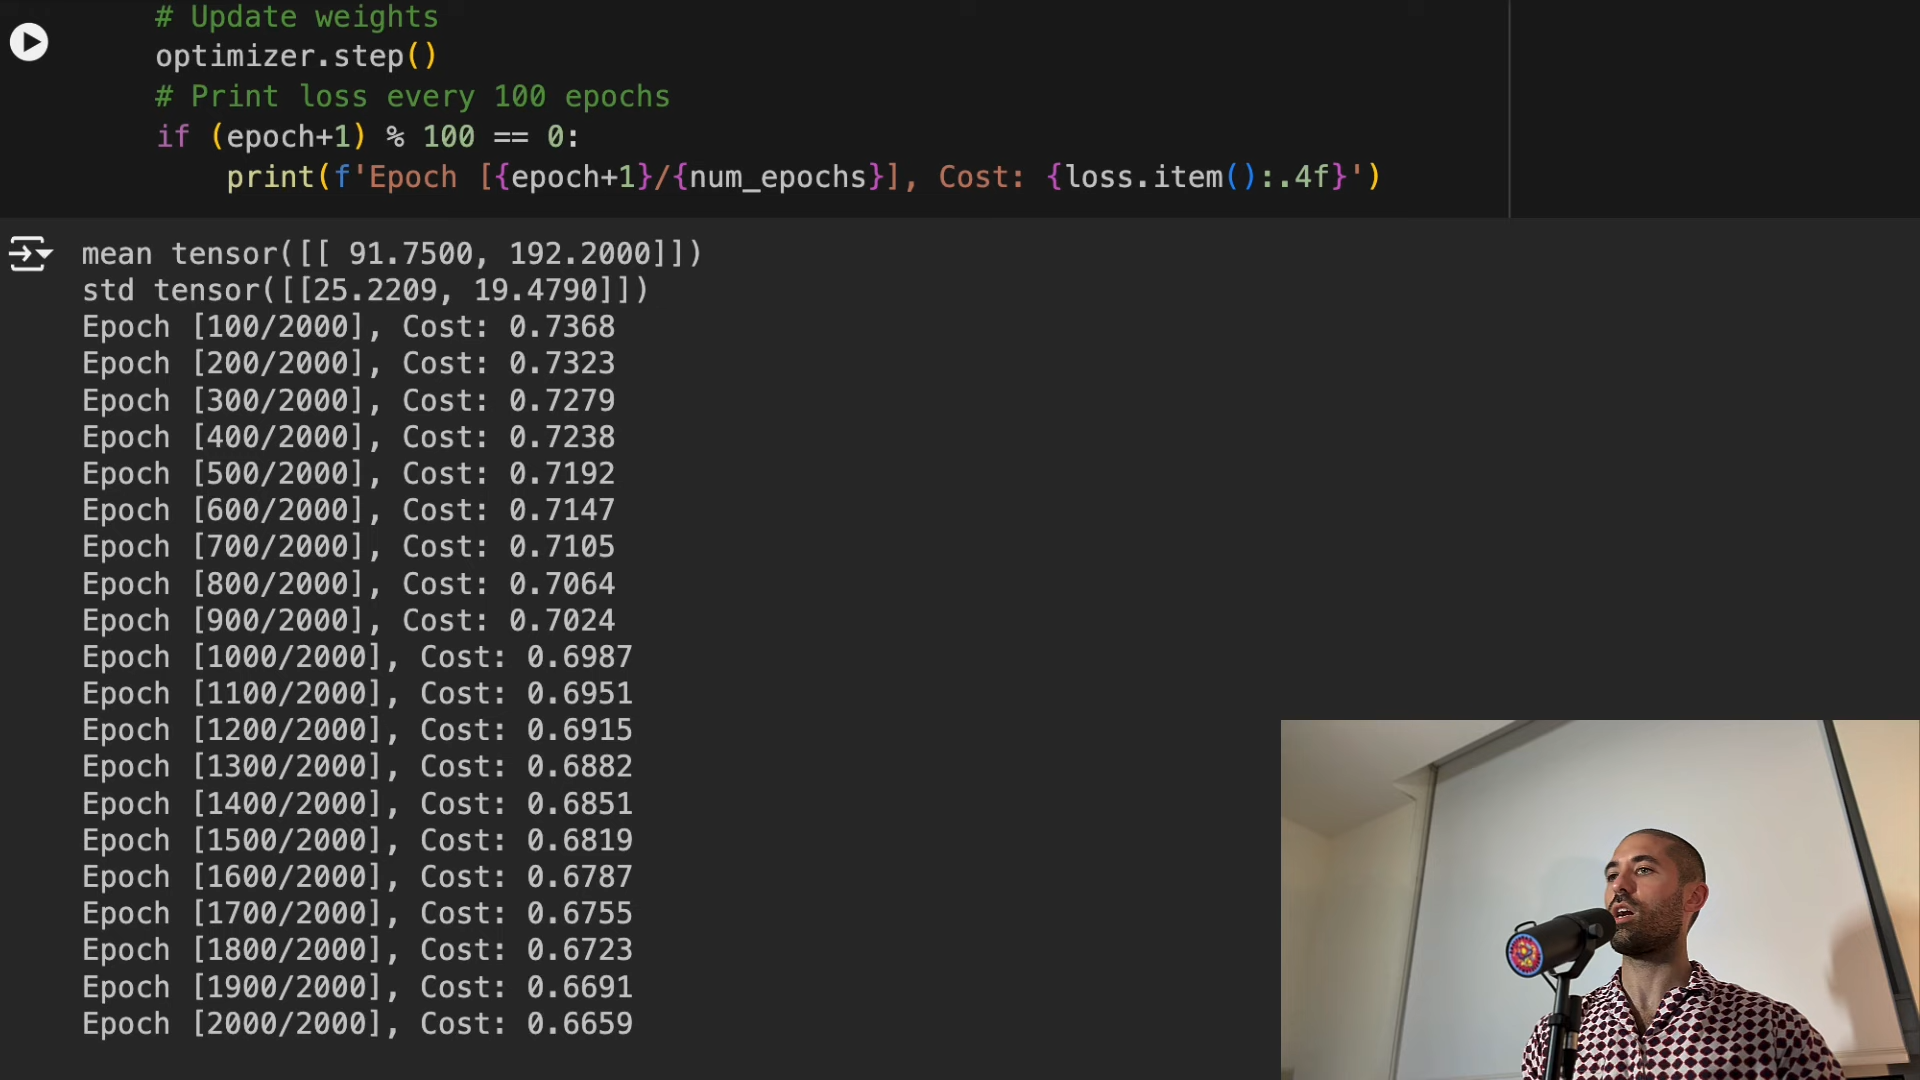 # Update weights
optimizer.step()
# Print loss every 100 epochs
if (epoch+1) % 100 == 0:
print(f'Epoch [{epoch+1}/{num_epochs}], Cost: {loss.item():.4f}')
mean tensor([[ 91.7500, 192.2000]])
std tensor([[25.2209, 19.4790]])
Epoch [100/2000], Cost: 0.7368
Epoch [200/2000], Cost: 0.7323
Epoch [300/2000], Cost: 0.7279
Epoch [400/2000], Cost: 0.7238
Epoch [500/2000], Cost: 0.7192
Epoch [600/2000], Cost: 0.7147
Epoch [700/2000], Cost: 0.7105
Epoch [800/2000], Cost: 0.7064
Epoch [900/2000], Cost: 0.7024
Epoch [1000/2000], Cost: 0.6987
Epoch [1100/2000], Cost: 0.6951
Epoch [1200/2000], Cost: 0.6915
Epoch [1300/2000], Cost: 0.6882
Epoch [1400/2000], Cost: 0.6851
Epoch [1500/2000], Cost: 0.6819
Epoch [1600/2000], Cost: 0.6787
Epoch [1700/2000], Cost: 0.6755
Epoch [1800/2000], Cost: 0.6723
Epoch [1900/2000], Cost: 0.6691
Epoch [2000/2000], Cost: 0.6659